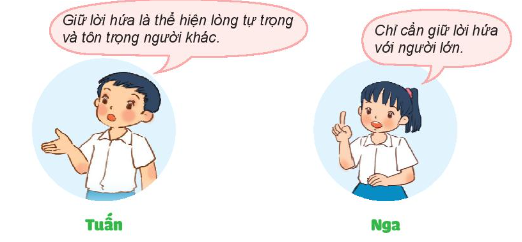 Giữ lời hứa là thể hiện lòng tự trọng
và tôn trọng người khác.
Chỉ cần giữ lời hứa
với người lớn.
Tuấn
Nga